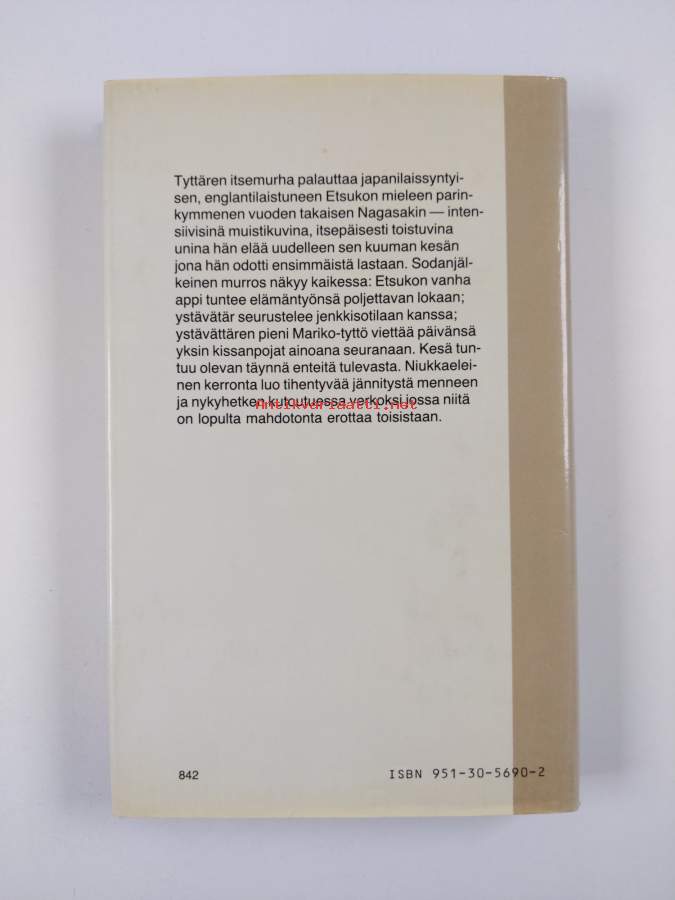 Tyttären itsemurha palauttaa japanilaissyntyi-
sen, englantilaistuneen Etsukon mieleen parin-
kymmenen vuoden takaisen Nagasakin — inten-
siivisinä muistikuvina, itsepäisesti toistuvina
unina hän elää uudelleen sen kuuman kesän
jona hän odotti ensimmäistä lastaan. Sodanjäl-
keinen murros näkyy kaikessa: Etsukon vanha
appi tuntee elämäntyönsä poljettavan lokaan;
ystävätär seurustelee jenkkisotilaan kanssa;
ystävättären pieni Mariko-tyttö viettää päivänsä
yksin kissanpojat ainoana seuranaan. Kesä tun-
tuu olevan täynnä enteitä tulevasta. Niukkaelei-
nen kerronta luo tihentyvää jännitystä menneen
ja nykyhetken kutoutuessa verkoksi jossa niitä
Antikvariaatti.net
on lopulta mahdotonta erottaa toisistaan.
842
ISBN 951-30-5690-2